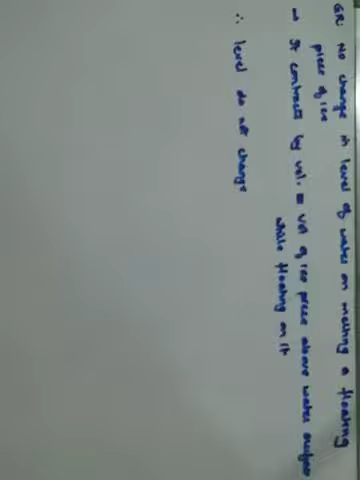 GR: No change in level of water on melting a floating
piece of ice
⇒ It contracts by vol. = vol of ice piece above water surface
while floating on it
∴ level do not change